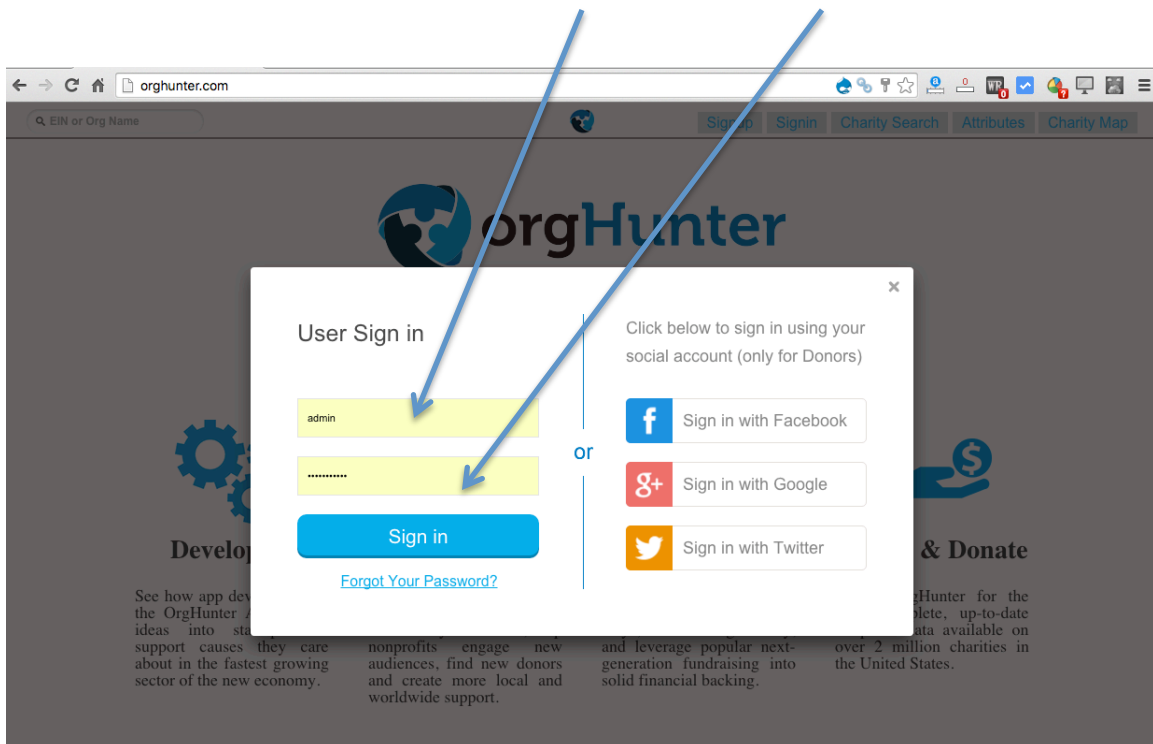 orghunter.com
EIN or Org Name
Signup Signin Charity Search Attributes Charity Map
orgHunter
User Sign in
admin
•••••••••••
Sign in
Forgot Your Password?
or
Click below to sign in using your
social account (only for Donors)
f Sign in with Facebook
g+ Sign in with Google
Sign in with Twitter
See how app
the OrgHunter
ideas into
support causes they care
about in the fastest growing
sector of the new economy.
nonprofits engage new
audiences, find new donors
and create more local and
worldwide support.
and leverage popular next-
generation fundraising into
solid financial backing.
& Donate
for the
up-to-date
available on
over 2 million charities in
the United States.
WR
0
0
a
?
$